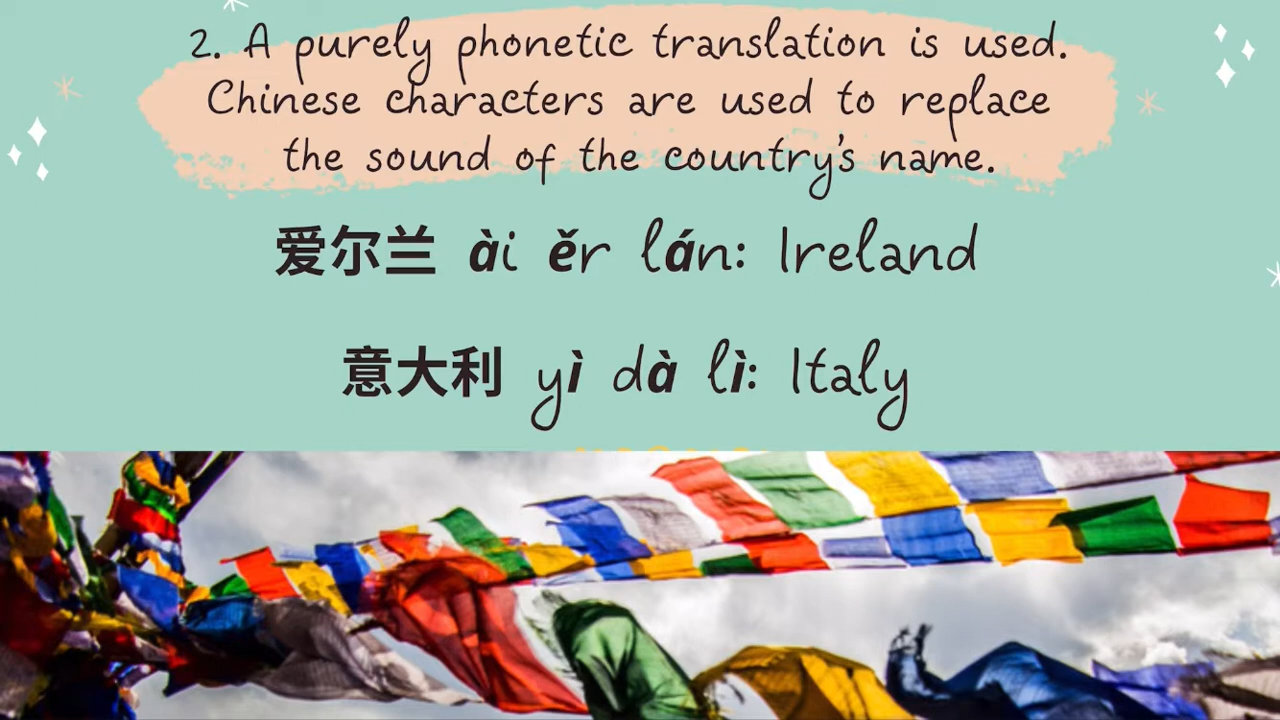 2. A purely phonetic translation is used.
Chinese characters are used to replace
the sound of the country's name.
爱尔兰 ài ěr lán: Ireland
意大利 yì dà lì: Italy